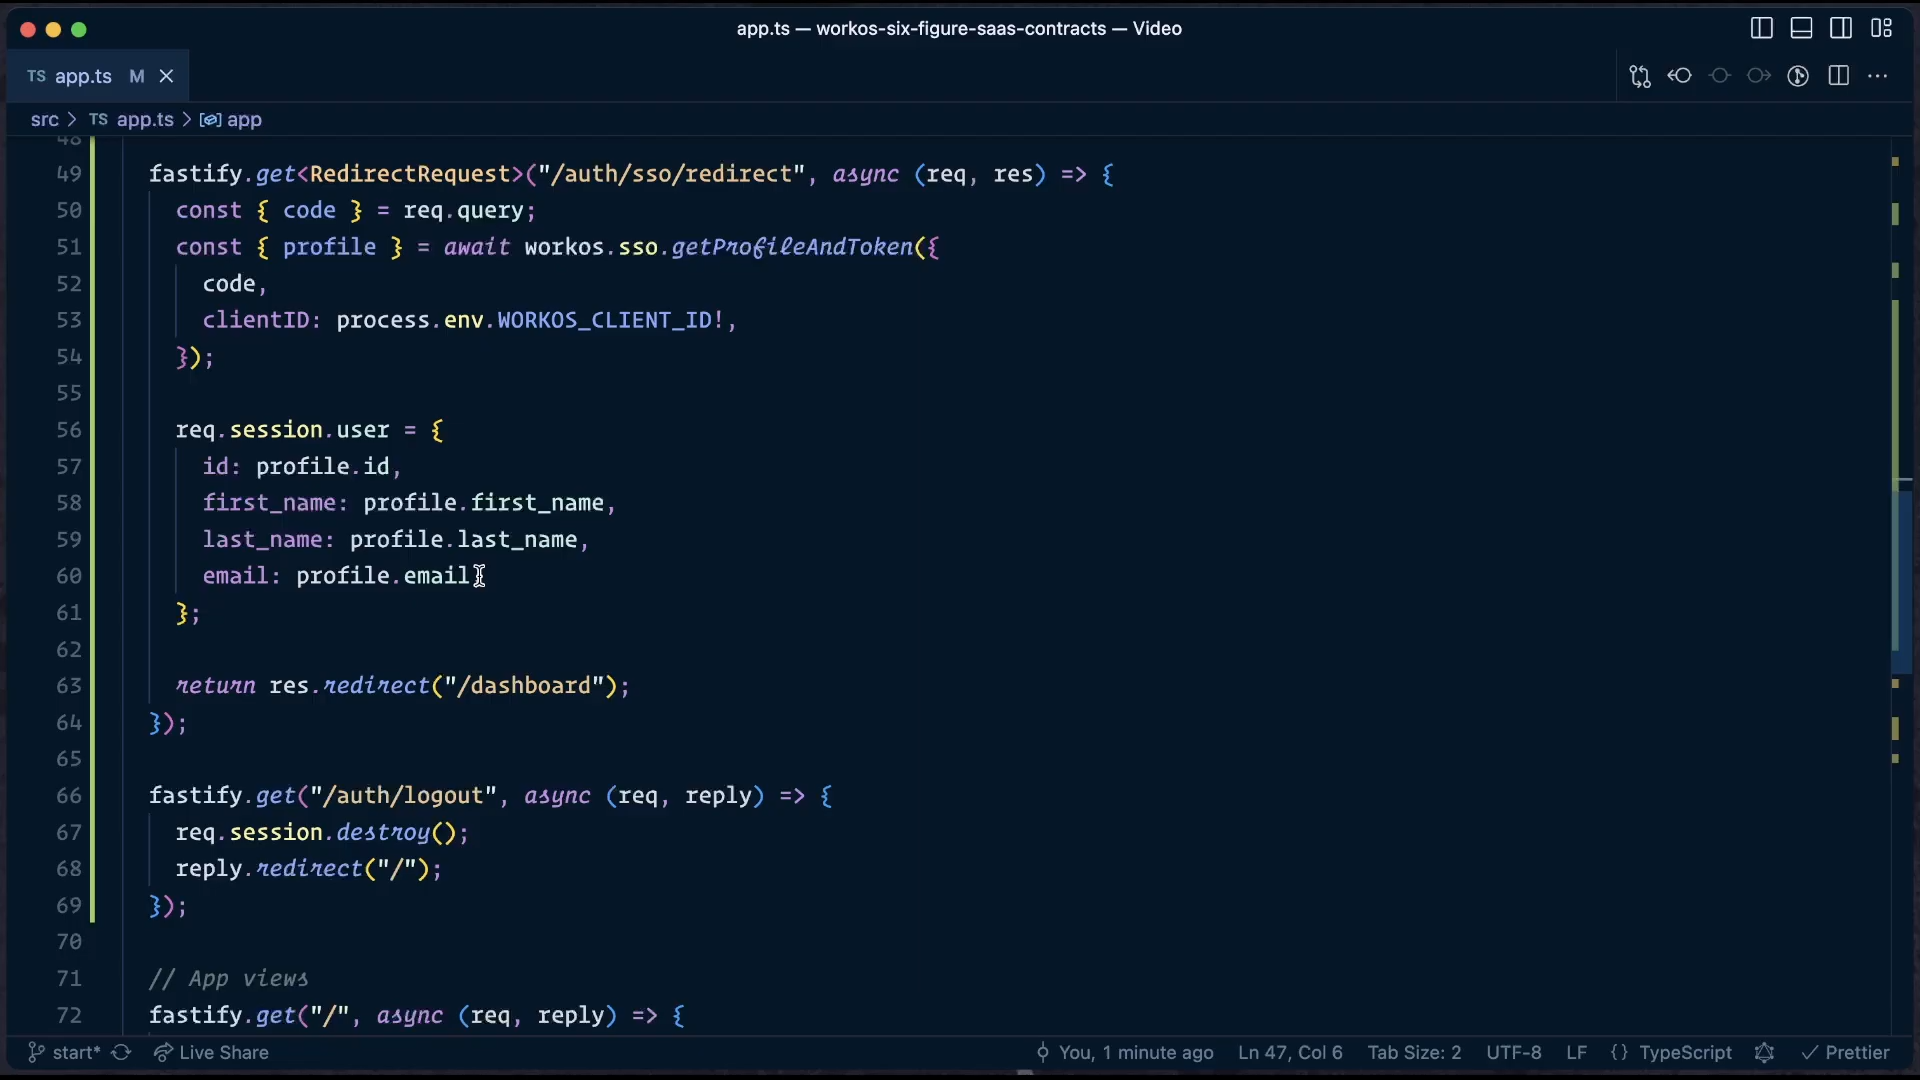 app.ts — workos-six-figure-saas-contracts — Video
TS app.ts M
src > TS app.ts > app
48
49 fastify.get<RedirectRequest>("/auth/sso/redirect", async (req, res) => {
50 const { code } = req.query;
51 const { profile } = await workos.sso.getProfileAndToken({
52 code,
53 clientID: process.env.WORKOS_CLIENT_ID!,
54 });
55
56 req.session.user = {
57 id: profile.id,
58 first_name: profile.first_name,
59 last_name: profile.last_name,
60 email: profile.email
61 };
62
63 return res.redirect("/dashboard");
64 });
65
66 fastify.get("/auth/logout", async (req, reply) => {
67 req.session.destroy();
68 reply.redirect("/");
69 });
70
71 // App views
72 fastify.get("/", async (req, reply) => {
start* Live Share You, 1 minute ago Ln 47, Col 6 Tab Size: 2 UTF-8 LF {} TypeScript ✓ Prettier